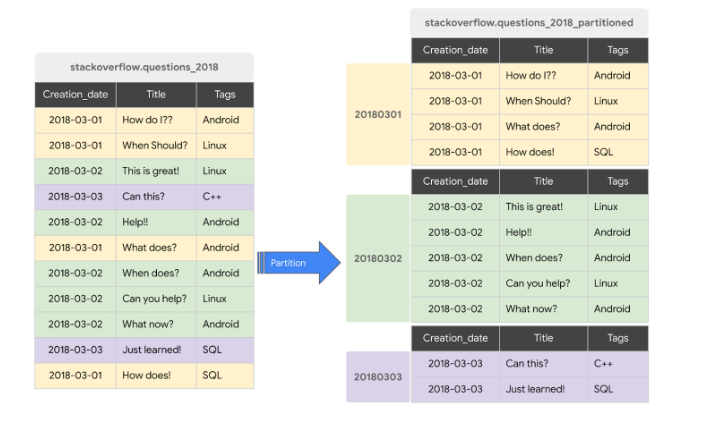 stackoverflow.questions_2018
Creation_date Title Tags
2018-03-01 How do I?? Android
2018-03-01 When Should? Linux
2018-03-02 This is great! Linux
2018-03-03 Can this? C++
2018-03-02 Help!! Android
2018-03-01 What does? Android
2018-03-02 When does? Android
2018-03-02 Can you help? Linux
2018-03-02 What now? Android
2018-03-03 Just learned! SQL
2018-03-01 How does! SQL
Partition
stackoverflow.questions_2018_partitioned
Creation_date Title Tags
20180301
2018-03-01 How do I?? Android
2018-03-01 When Should? Linux
2018-03-01 What does? Android
2018-03-01 How does! SQL
Creation_date Title Tags
20180302
2018-03-02 This is great! Linux
2018-03-02 Help!! Android
2018-03-02 When does? Android
2018-03-02 Can you help? Linux
2018-03-02 What now? Android
Creation_date Title Tags
20180303
2018-03-03 Can this? C++
2018-03-03 Just learned! SQL